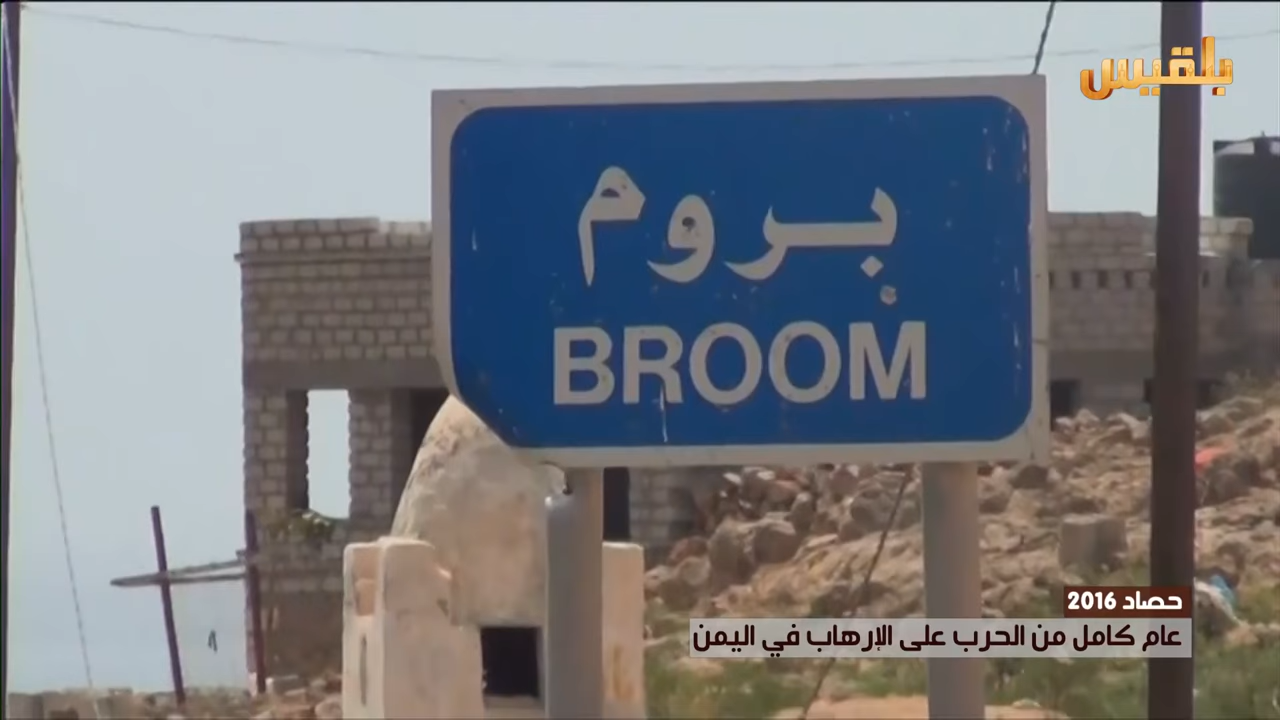 بلقيس
بروم
BROOM
حصاد 2016
عام كامل من الحرب على الإرهاب في اليمن